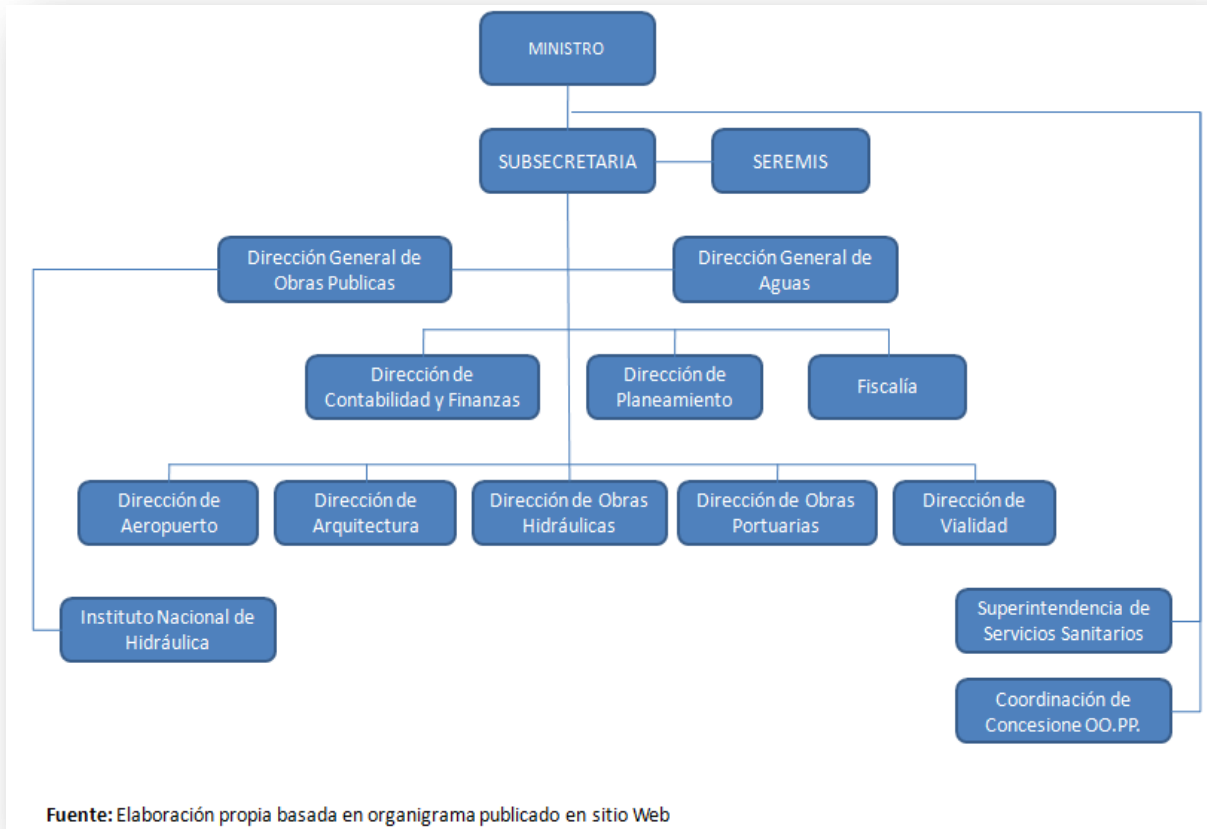 MINISTRO
SUBSECRETARIA
SEREMIS
Dirección General de
Obras Publicas
Dirección General de
Aguas
Dirección de
Contabilidad y Finanzas
Dirección de
Planeamiento
Fiscalía
Dirección de
Aeropuerto
Dirección de
Arquitectura
Dirección de Obras
Hidráulicas
Dirección de Obras
Portuarias
Dirección de
Vialidad
Instituto Nacional de
Hidráulica
Superintendencia de
Servicios Sanitarios
Coordinación de
Concesione OO.PP.
Fuente: Elaboración propia basada en organigrama publicado en sitio Web